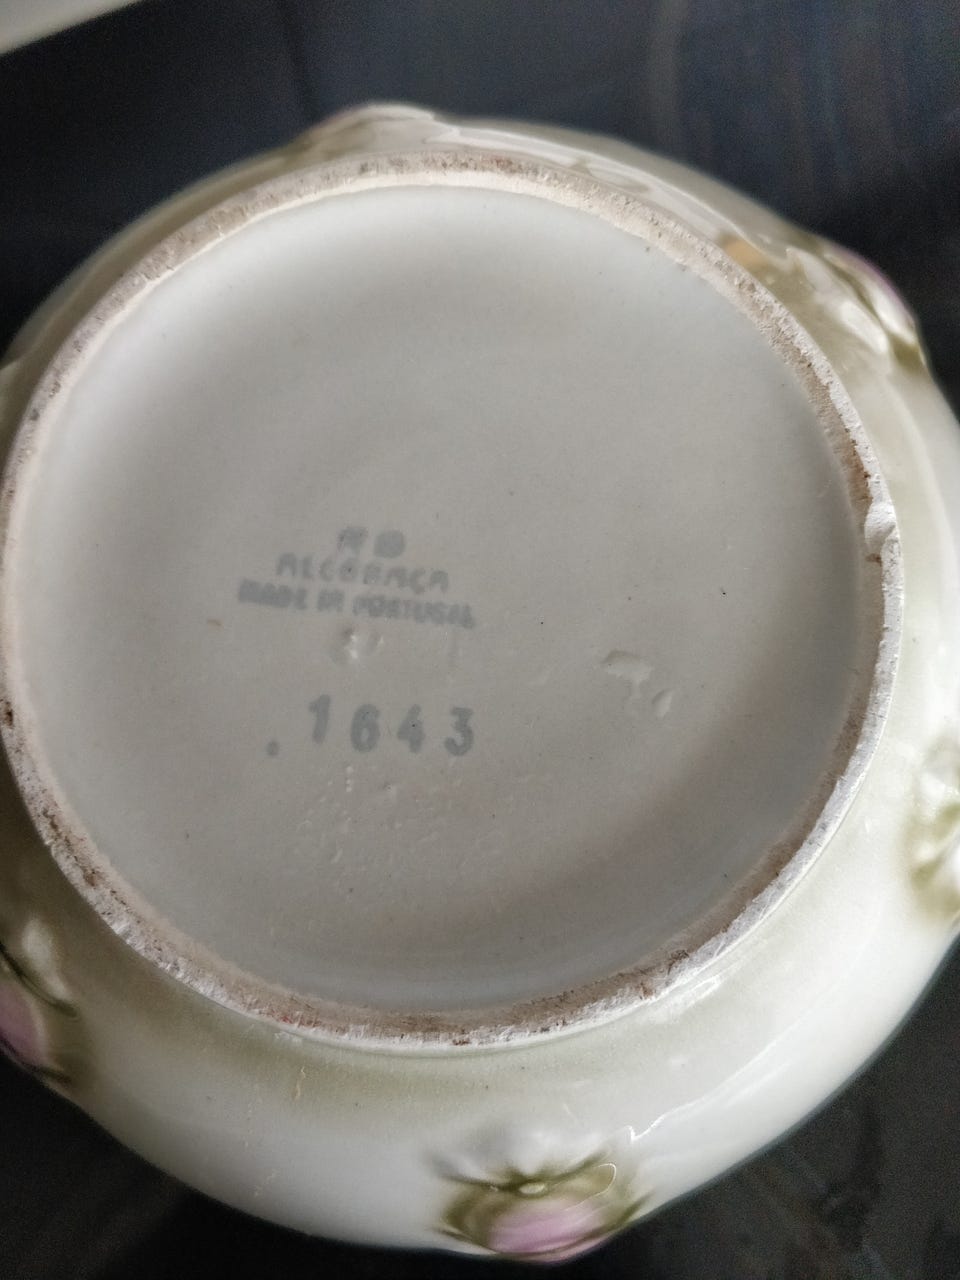 ALCOBAÇA
MADE IN PORTUGAL
.1643